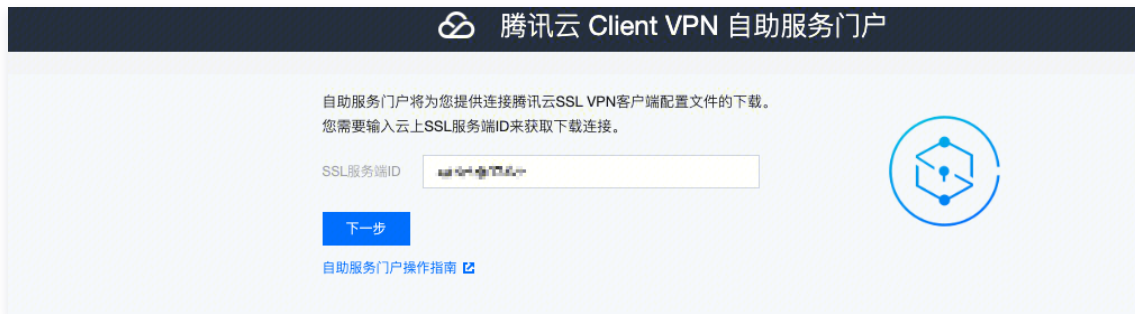 腾讯云 Client VPN 自助服务门户
自助服务门户将为您提供连接腾讯云SSL VPN客户端配置文件的下载。
您需要输入云上SSL服务端ID来获取下载连接。
SSL服务端ID
下一步
自助服务门户操作指南